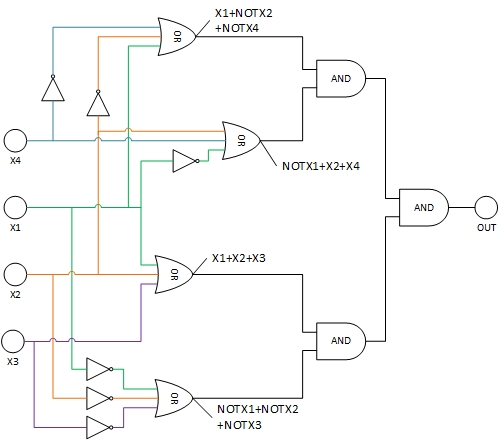 X1+NOTX2
+NOTX4
OR
AND
X4
OR
NOTX1+X2+X4
X1
AND
OUT
X2
OR
X1+X2+X3
X3
AND
OR
NOTX1+NOTX2
+NOTX3